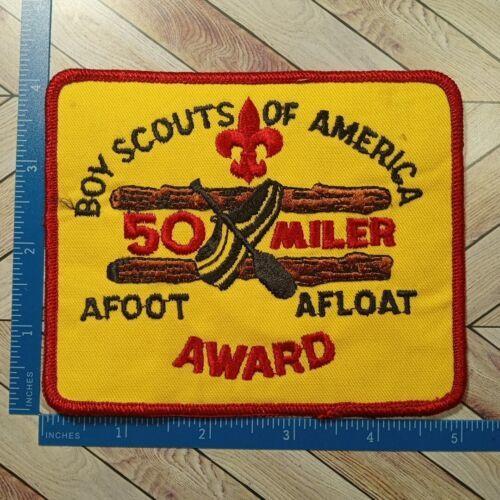 BOY SCOUTS OF AMERICA
50 MILER
AFOOT AFLOAT
AWARD
4
3
2
1
INCHES
INCHES 1 2 3 4 5